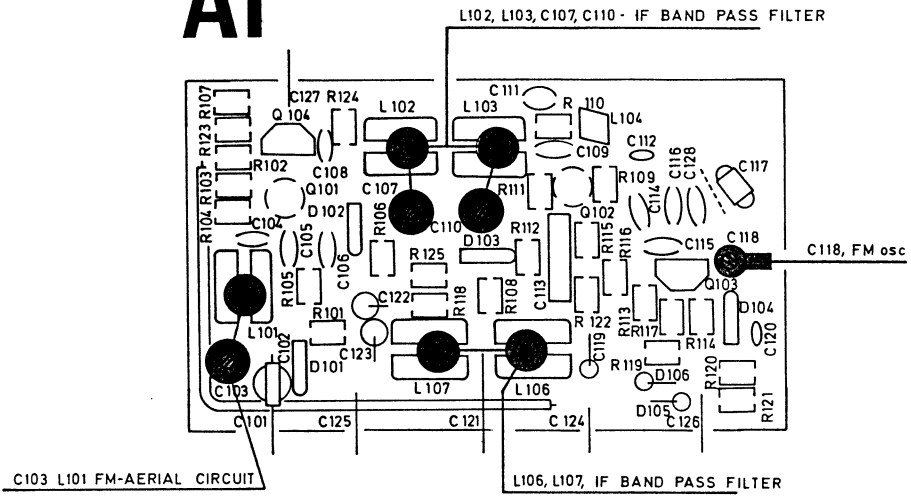 AI
L102, L103, C107, C110 - IF BAND PASS FILTER
R107
R123
R103
R104
C127
R124
Q 104
L102
L103
C111
R 110
L104
C108
R102
Q101
C107
C109
C112
C116
C128
C117
R111
R109
C114
D102
R106
C110
Q102
R115
R116
C104
C105
C106
D103
R112
C115
C118
C118, FM osc
R105
R125
R118
R108
C113
Q103
D104
L101
R101
C122
C123
R 122
R113
R117
R114
C120
C102
D101
C119
R119
D106
R120
R121
C103
L107
L106
D105
C101
C125
C121
C 124
C126
C103 L101 FM-AERIAL CIRCUIT
L106, L107, IF BAND PASS FILTER